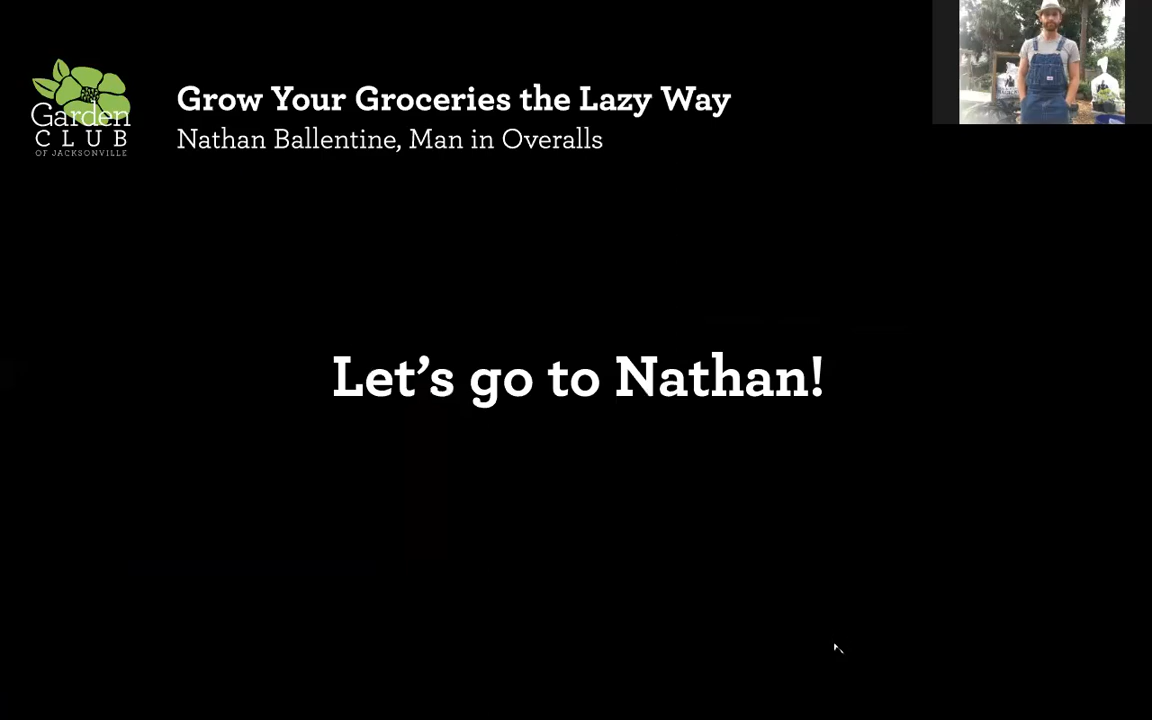 Garden
CLUB
OF JACKSONVILLE
Grow Your Groceries the Lazy Way
Nathan Ballentine, Man in Overalls
Let's go to Nathan!